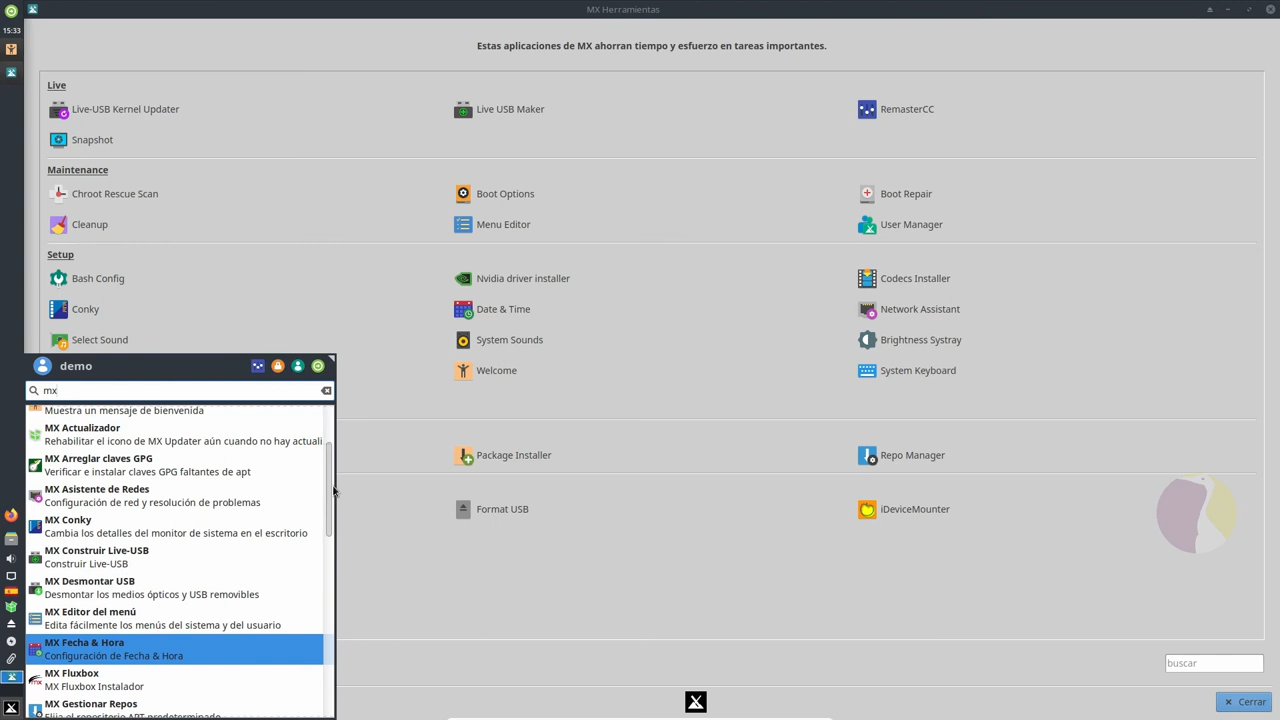 MX Herramientas
15:33
Estas aplicaciones de MX ahorran tiempo y esfuerzo en tareas importantes.
Live
Live-USB Kernel Updater
Live USB Maker
RemasterCC
Snapshot
Maintenance
Chroot Rescue Scan
Boot Options
Boot Repair
Cleanup
Menu Editor
User Manager
Setup
Bash Config
Nvidia driver installer
Codecs Installer
Conky
Date & Time
Network Assistant
Select Sound
System Sounds
Brightness Systray
Welcome
System Keyboard
Package Installer
Repo Manager
Format USB
iDeviceMounter
buscar
Cerrar
demo
mx
Muestra un mensaje de bienvenida
MX Actualizador
Rehabilitar el icono de MX Updater aún cuando no hay actuali
MX Arreglar claves GPG
Verificar e instalar claves GPG faltantes de apt
MX Asistente de Redes
Configuración de red y resolución de problemas
MX Conky
Cambia los detalles del monitor de sistema en el escritorio
MX Construir Live-USB
Construir Live-USB
MX Desmontar USB
Desmontar los medios ópticos y USB removibles
MX Editor del menú
Edita fácilmente los menús del sistema y del usuario
MX Fecha & Hora
Configuración de Fecha & Hora
MX Fluxbox
MX Fluxbox Instalador
MX Gestionar Repos
Elija el repositorio APT predeterminado